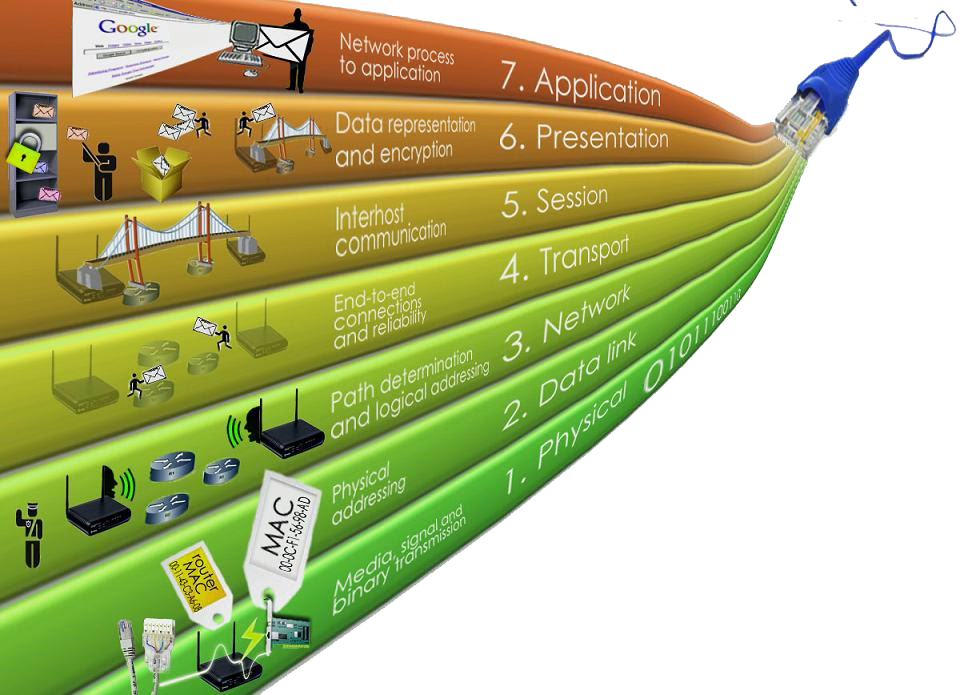 Google
Network process
to application
7. Application
Data representation
and encryption
6. Presentation
Interhost
communication
5. Session
End-to-end
connections
and reliability
4. Transport
Path determination
and logical addressing
3. Network
Physical
addressing
2. Data link
Media, signal and
binary transmission
1. Physical
MAC
router
MAC